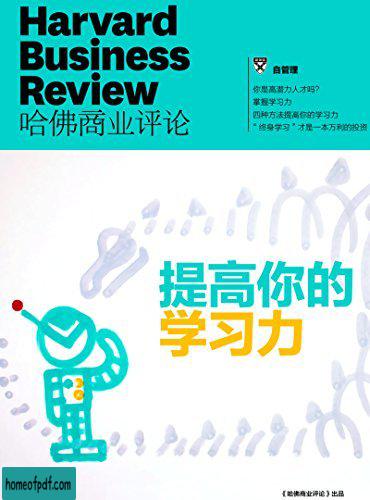 Harvard
Business
Review
哈佛商业评论
自管理
你是高潜力人才吗?
掌握学习力
四种方法提高你的学习力
“终身学习”才是一本万利的投资
提高你的
学习力
homeofpdf.com
《哈佛商业评论》出品